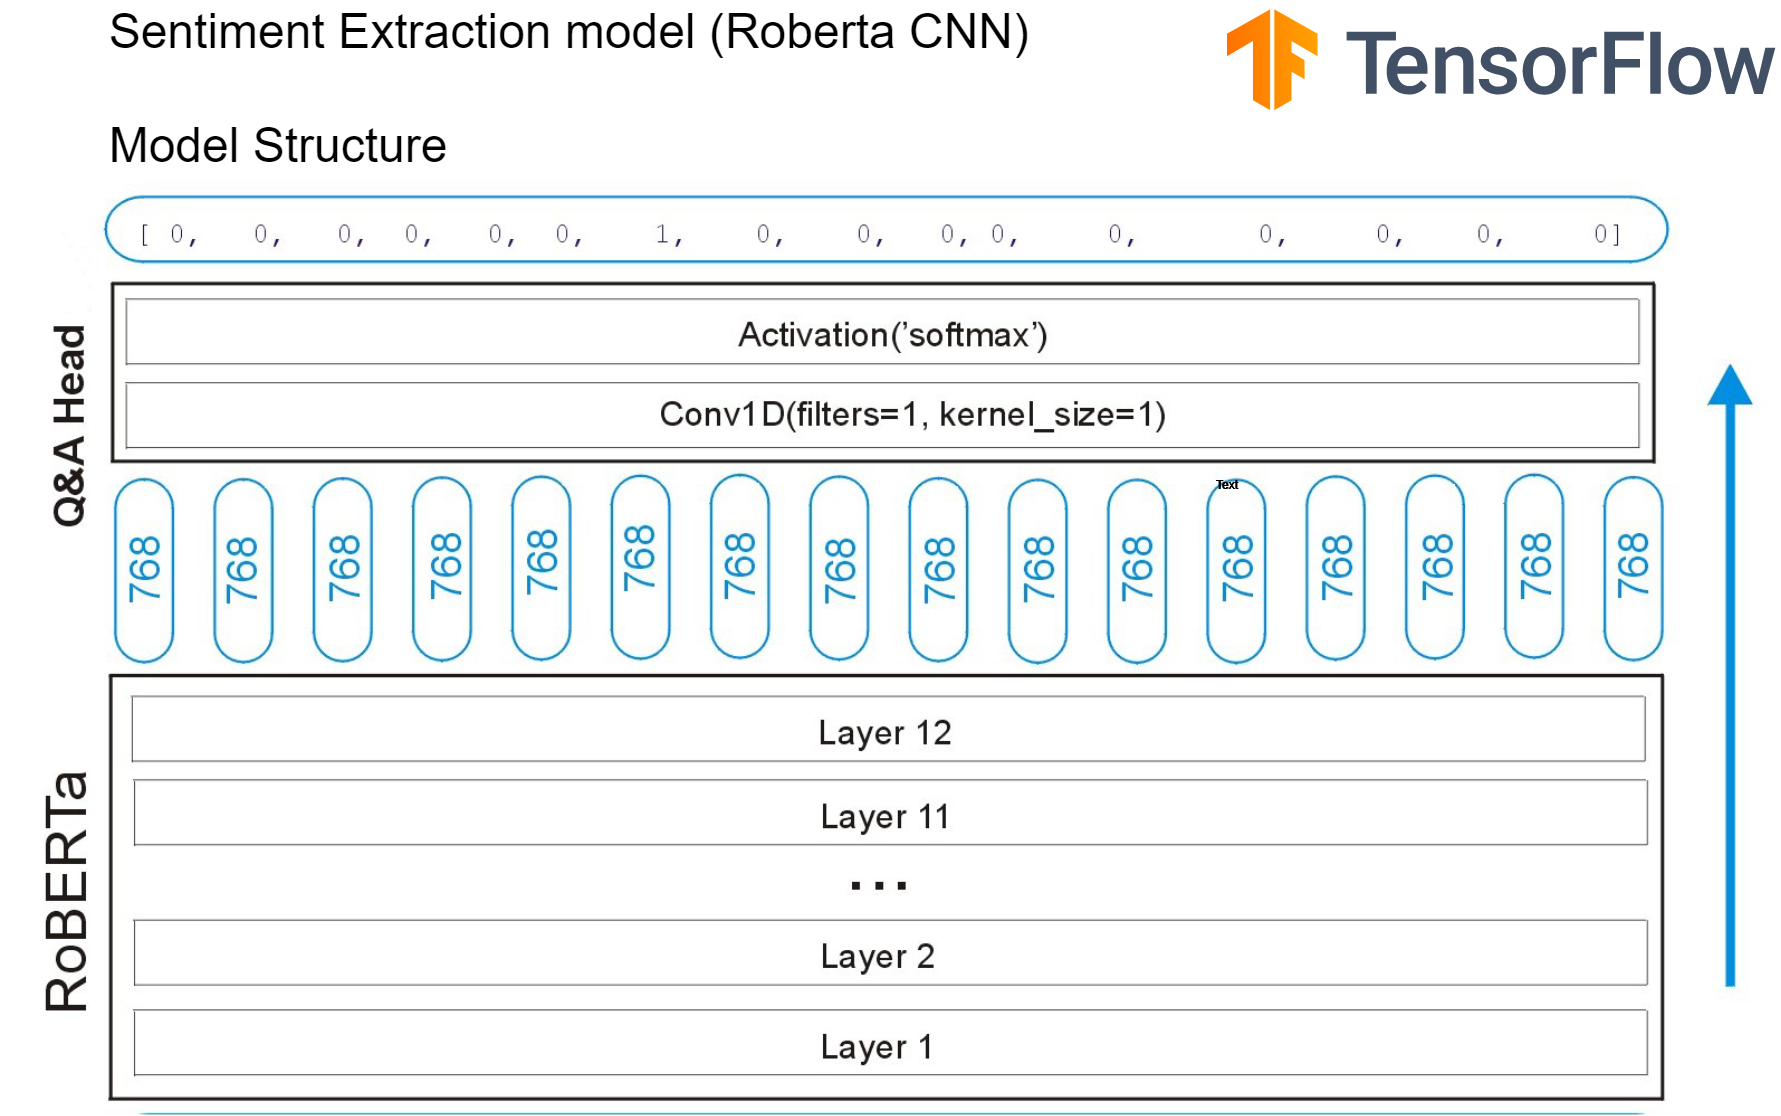 Sentiment Extraction model (Roberta CNN)
TensorFlow
Model Structure
[ 0, 0, 0, 0, 0, 0, 1, 0, 0, 0, 0, 0, 0, 0, 0, 0]
Q&A Head
Activation('softmax’)
Conv1D(filters=1, kernel_size=1)
Text
768 768 768 768 768 768 768 768 768 768 768 768 768 768 768 768
RoBERTa
Layer 12
Layer 11
...
Layer 2
Layer 1